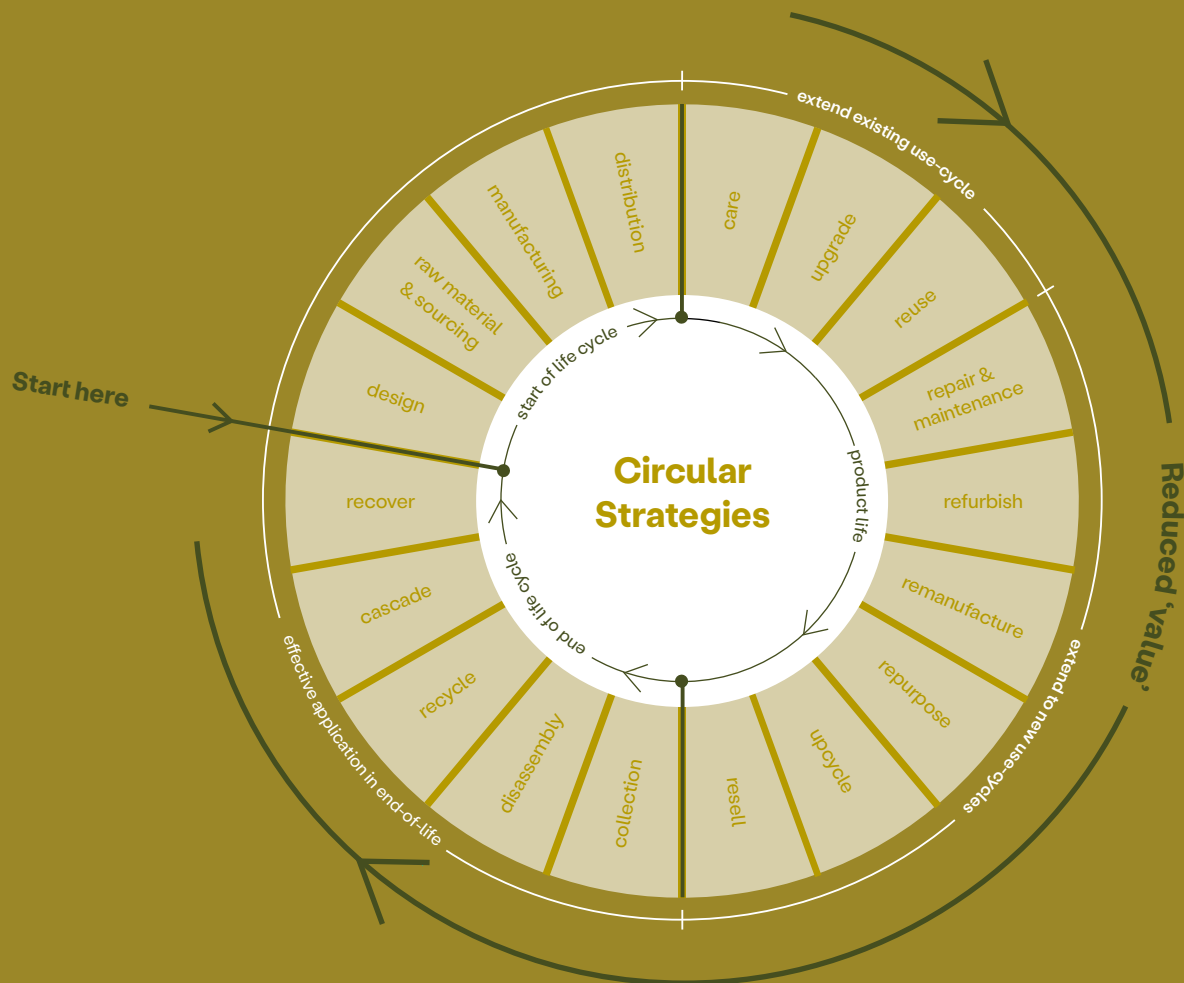 Circular
Strategies
Start here
design
raw material
& sourcing
manufacturing
distribution
care
upgrade
reuse
repair &
maintenance
refurbish
remanufacture
repurpose
upcycle
resell
collection
disassembly
recycle
cascade
recover
start of life cycle
product life
end of life cycle
extend existing use-cycle
extend to new use-cycles
effective application in end-of-life
Reduced ‘value’